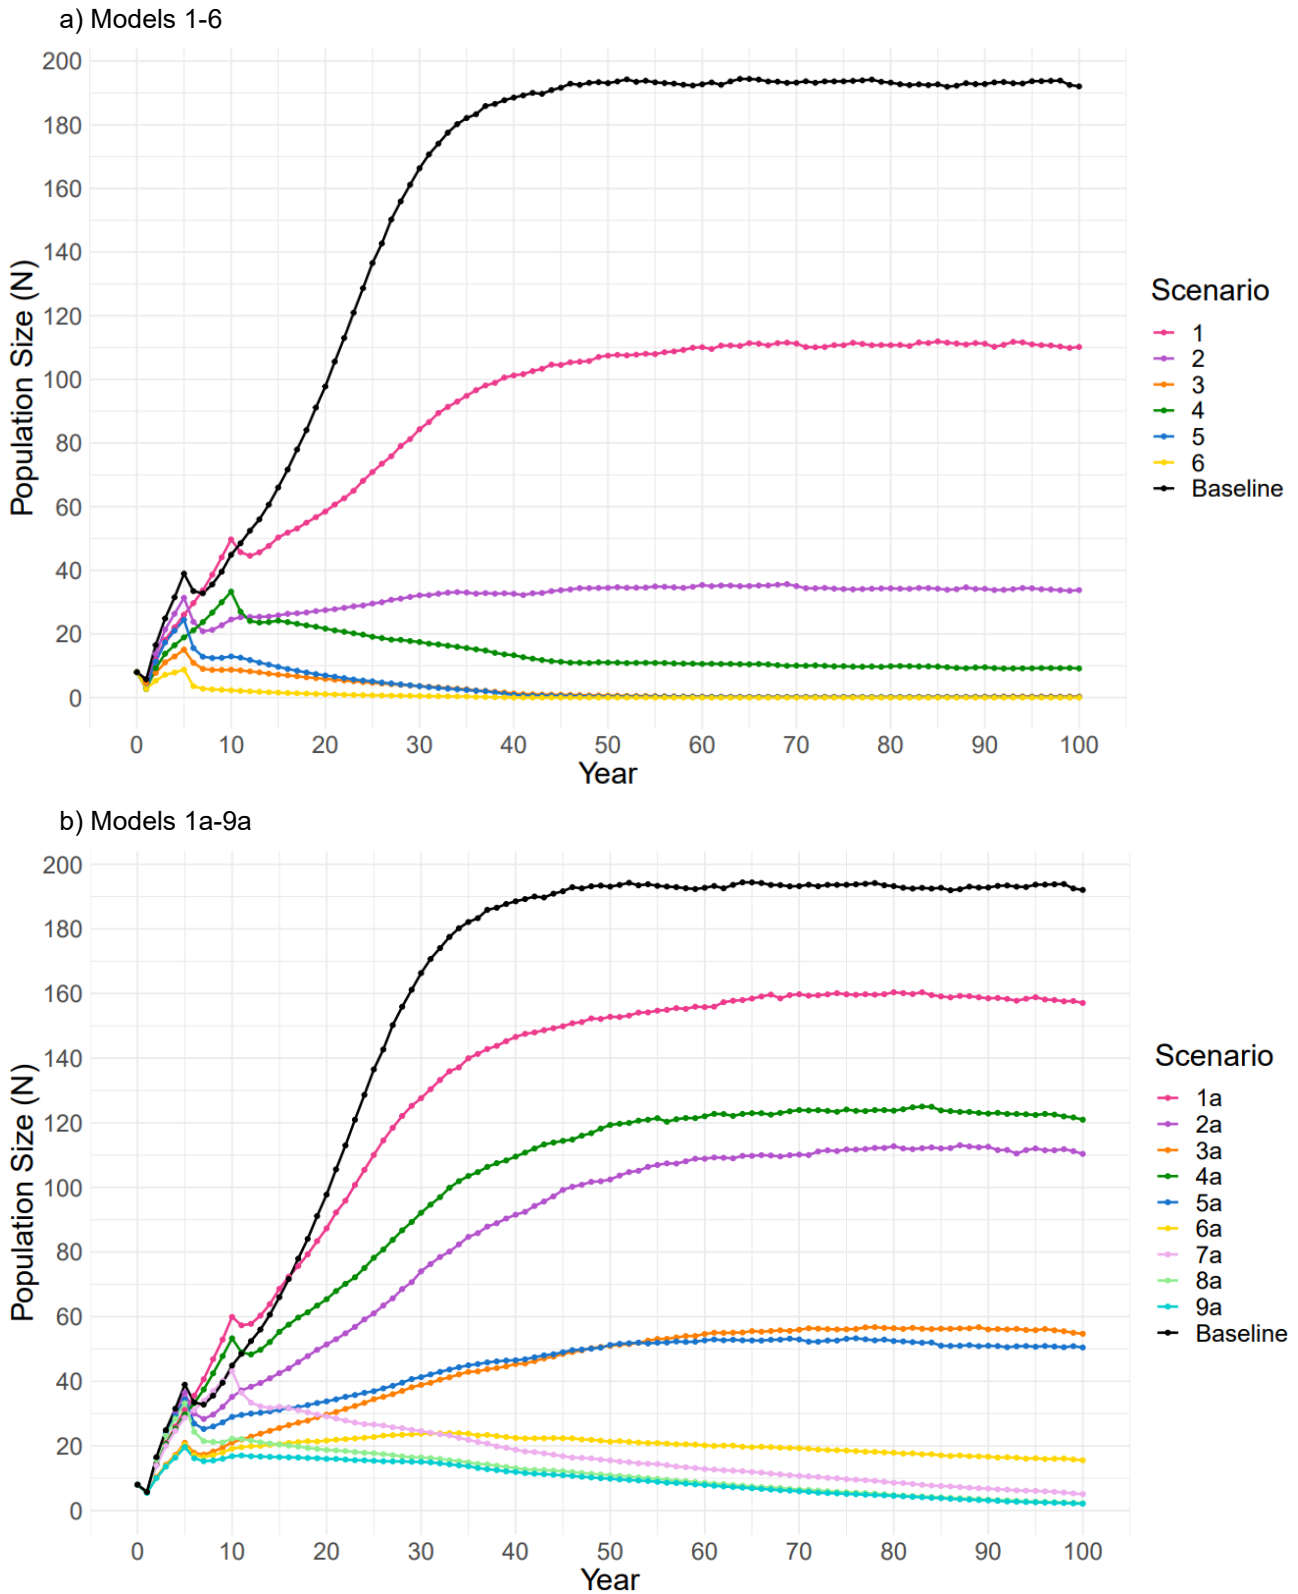 a) Models 1-6
200
180
160
140
120
100
80
60
40
20
0
Population Size (N)
0 10 20 30 40 50 60 70 80 90 100
Year
Scenario
1
2
3
4
5
6
Baseline
b) Models 1a-9a
200
180
160
140
120
100
80
60
40
20
0
Population Size (N)
0 10 20 30 40 50 60 70 80 90 100
Year
Scenario
1a
2a
3a
4a
5a
6a
7a
8a
9a
Baseline